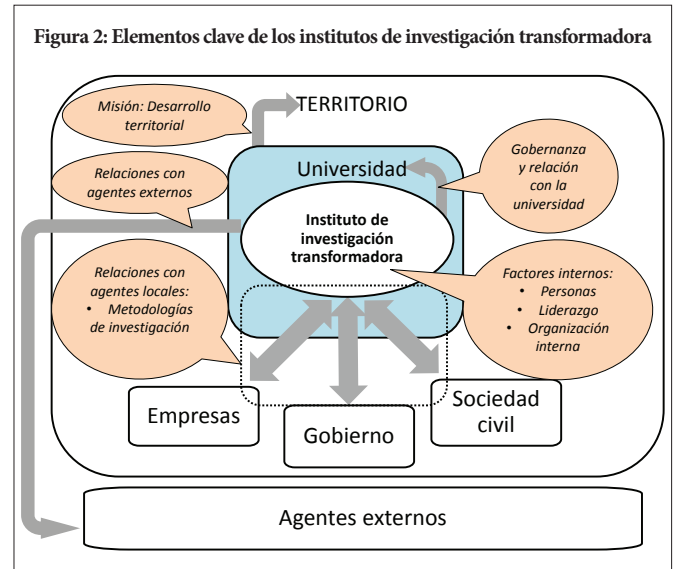 Figura 2: Elementos clave de los institutos de investigación transformadora
Misión: Desarrollo
territorial
TERRITORIO
Relaciones con
agentes externos
Universidad
Gobernanza
y relación
con la
universidad
Instituto de
investigación
transformadora
Relaciones con
agentes locales:
• Metodologías
de investigación
Factores internos:
• Personas
• Liderazgo
• Organización
interna
Empresas
Gobierno
Sociedad
civil
Agentes externos